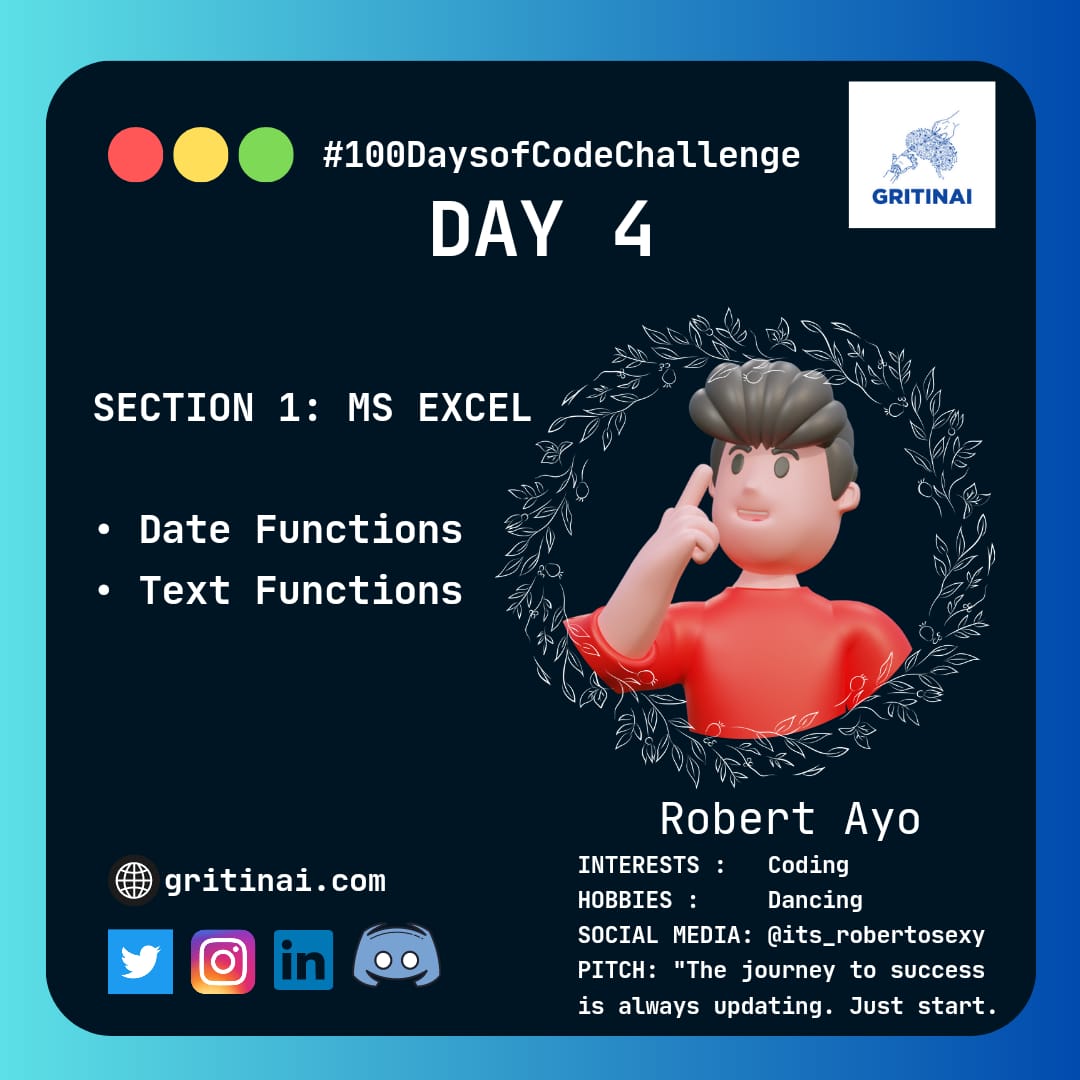 #100DaysofCodeChallenge
GRITINAI
DAY 4
SECTION 1: MS EXCEL
• Date Functions
• Text Functions
Robert Ayo
INTERESTS : Coding
HOBBIES : Dancing
SOCIAL MEDIA: @its_robertosexy
PITCH: "The journey to success
is always updating. Just start.
gritinai.com
in